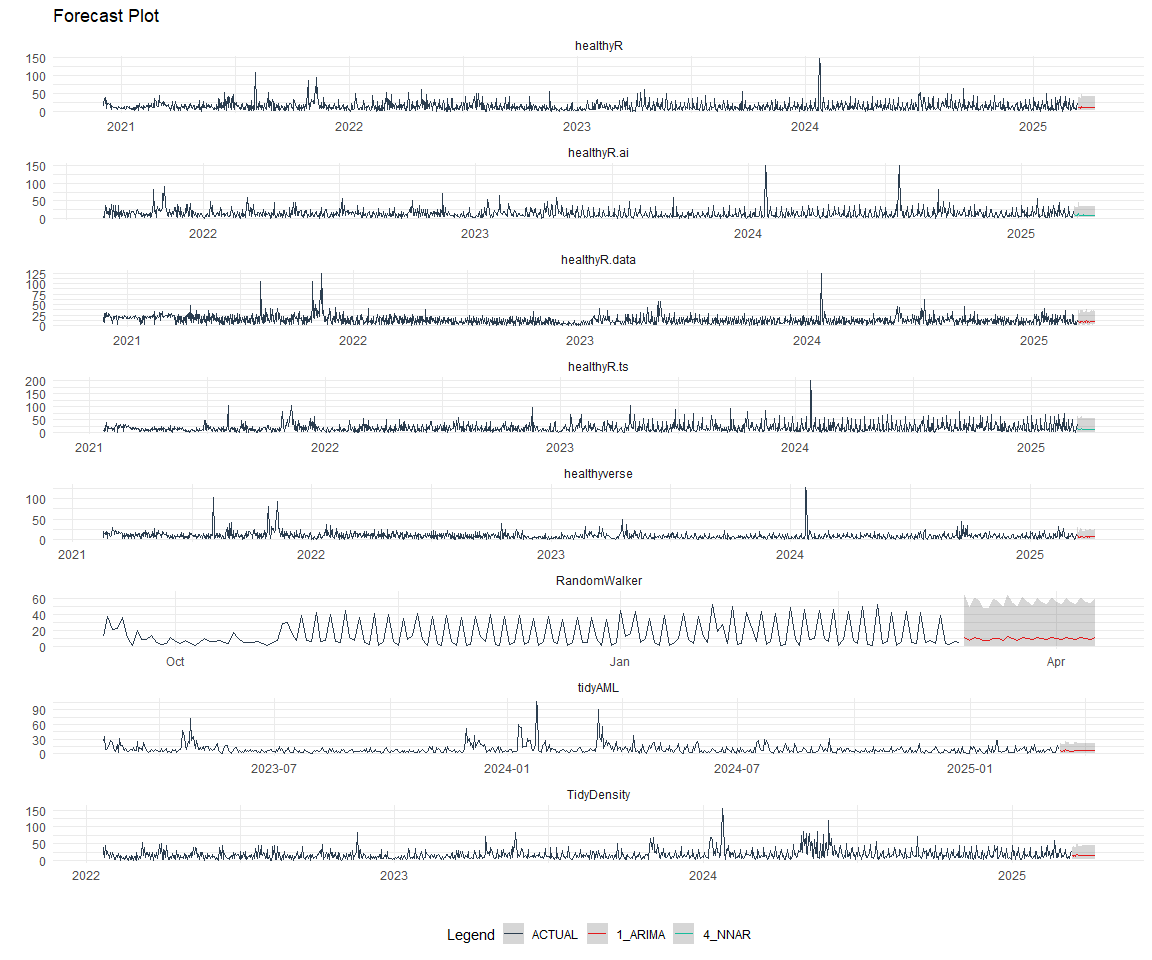 Forecast Plot
healthyR
150
100
50
0
2021 2022 2023 2024 2025
healthyR.ai
150
100
50
0
2022 2023 2024 2025
healthyR.data
125
100
75
50
25
0
2021 2022 2023 2024 2025
healthyR.ts
200
150
100
50
0
2021 2022 2023 2024 2025
healthyverse
100
50
0
2021 2022 2023 2024 2025
RandomWalker
60
40
20
0
Oct Jan Apr
tidyAML
90
60
30
0
2023-07 2024-01 2024-07 2025-01
TidyDensity
150
100
50
0
2022 2023 2024 2025
Legend ACTUAL 1_ARIMA 4_NNAR